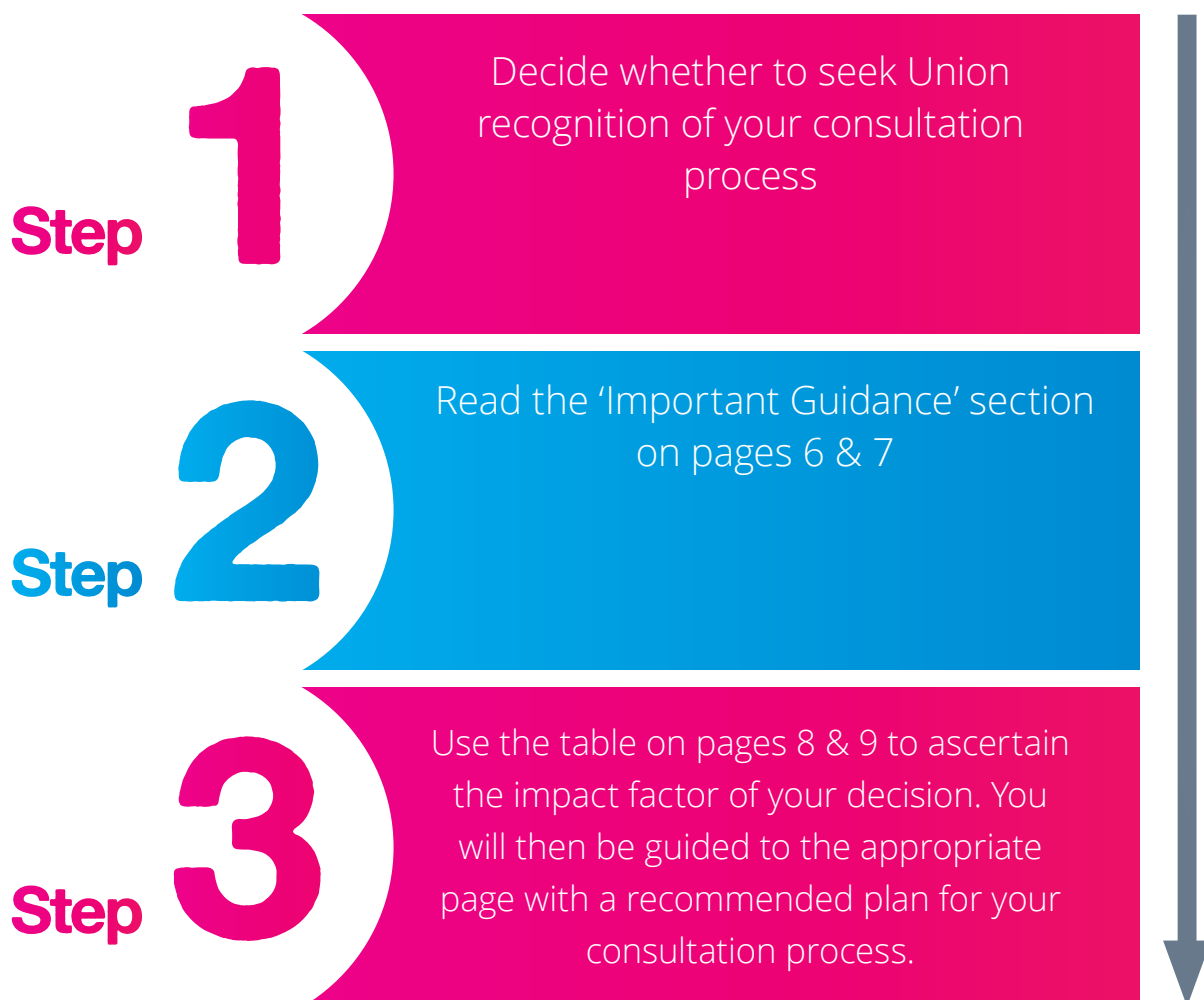 Step 1
Decide whether to seek Union
recognition of your consultation
process
Step 2
Read the ‘Important Guidance’ section
on pages 6 & 7
Step 3
Use the table on pages 8 & 9 to ascertain
the impact factor of your decision. You
will then be guided to the appropriate
page with a recommended plan for your
consultation process.